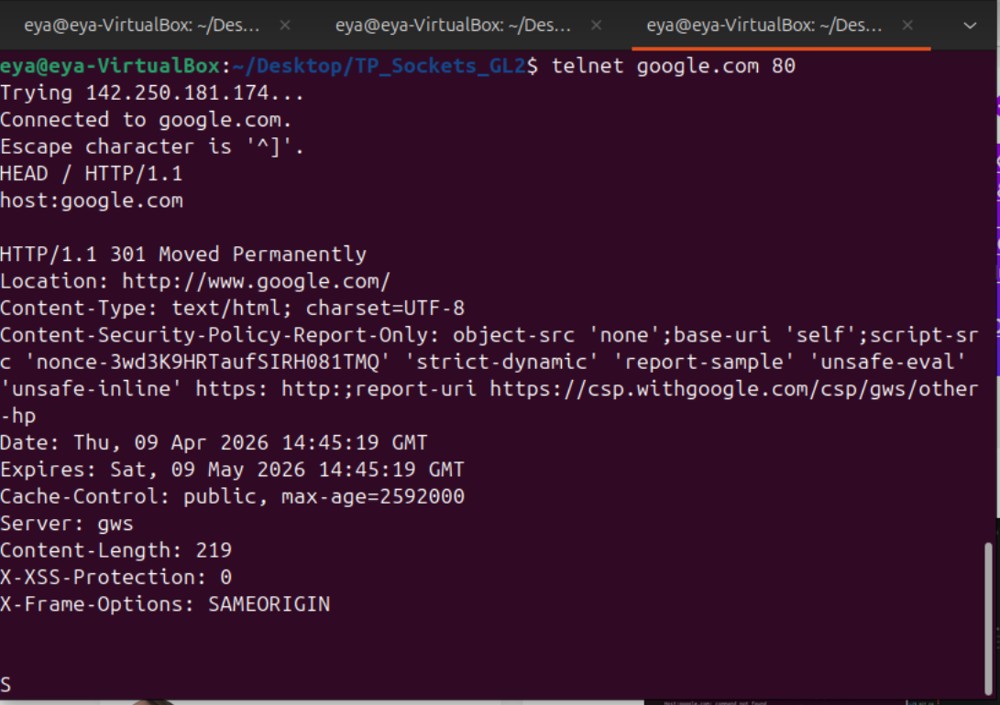 eya@eya-VirtualBox: ~/Des... × eya@eya-VirtualBox: ~/Des... × eya@eya-VirtualBox: ~/Des... ×
eya@eya-VirtualBox:~/Desktop/TP_Sockets_GL2$ telnet google.com 80
Trying 142.250.181.174...
Connected to google.com.
Escape character is '^]'.
HEAD / HTTP/1.1
host:google.com

HTTP/1.1 301 Moved Permanently
Location: http://www.google.com/
Content-Type: text/html; charset=UTF-8
Content-Security-Policy-Report-Only: object-src 'none';base-uri 'self';script-sr
c 'nonce-3wd3K9HRTaufSIRH081TMQ' 'strict-dynamic' 'report-sample' 'unsafe-eval'
'unsafe-inline' https: http:;report-uri https://csp.withgoogle.com/csp/gws/other
-hp
Date: Thu, 09 Apr 2026 14:45:19 GMT
Expires: Sat, 09 May 2026 14:45:19 GMT
Cache-Control: public, max-age=2592000
Server: gws
Content-Length: 219
X-XSS-Protection: 0
X-Frame-Options: SAMEORIGIN

S